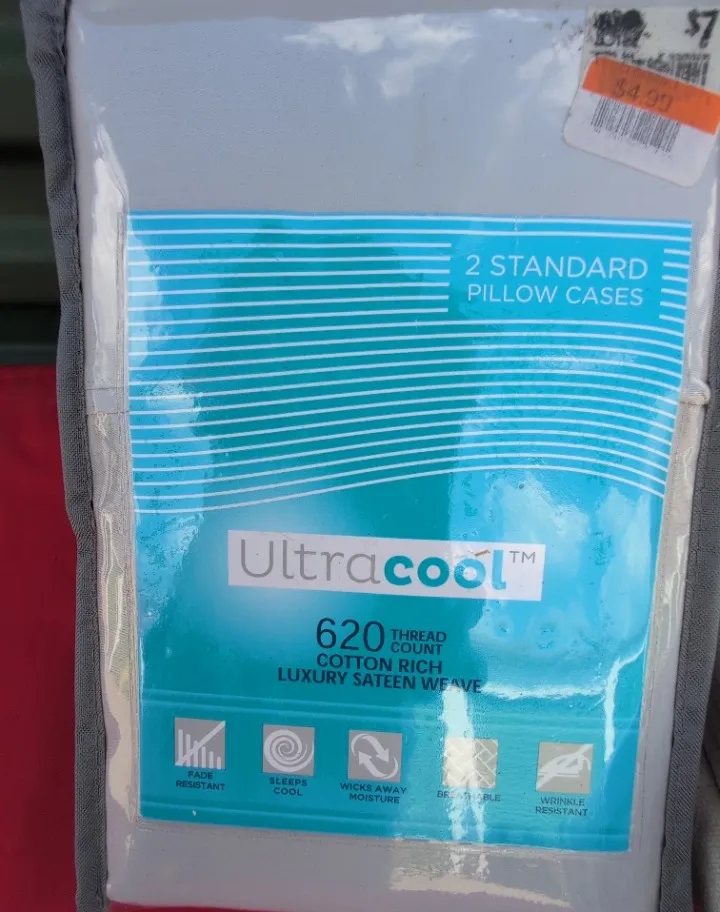 $7
$4.99
2 STANDARD
PILLOW CASES
Ultracool™
620 THREAD COUNT
COTTON RICH
LUXURY SATEEN WEAVE
FADE
RESISTANT
SLEEPS
COOL
WICKS AWAY
MOISTURE
BREATHABLE
WRINKLE
RESISTANT